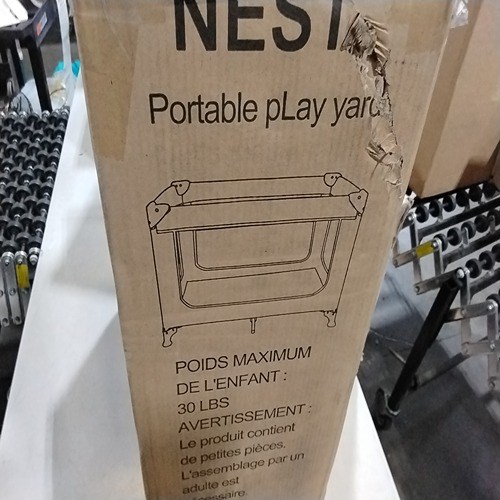 NEST
Portable pLay yard
POIDS MAXIMUM
DE L'ENFANT :
30 LBS
AVERTISSEMENT :
Le produit contient
de petites pièces.
L'assemblage par un
adulte est